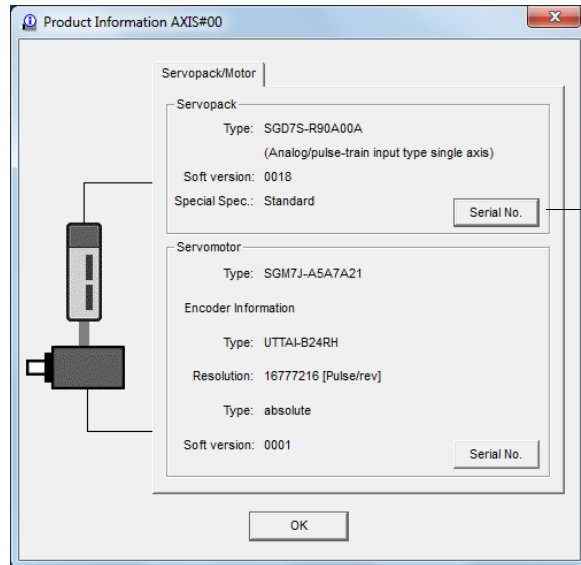 Product Information AXIS#00
Servopack/Motor
Servopack
Type: SGD7S-R90A00A
(Analog/pulse-train input type single axis)
Soft version: 0018
Special Spec.: Standard
Serial No.
Servomotor
Type: SGM7J-A5A7A21
Encoder Information
Type: UTTAI-B24RH
Resolution: 16777216 [Pulse/rev]
Type: absolute
Soft version: 0001
Serial No.
OK